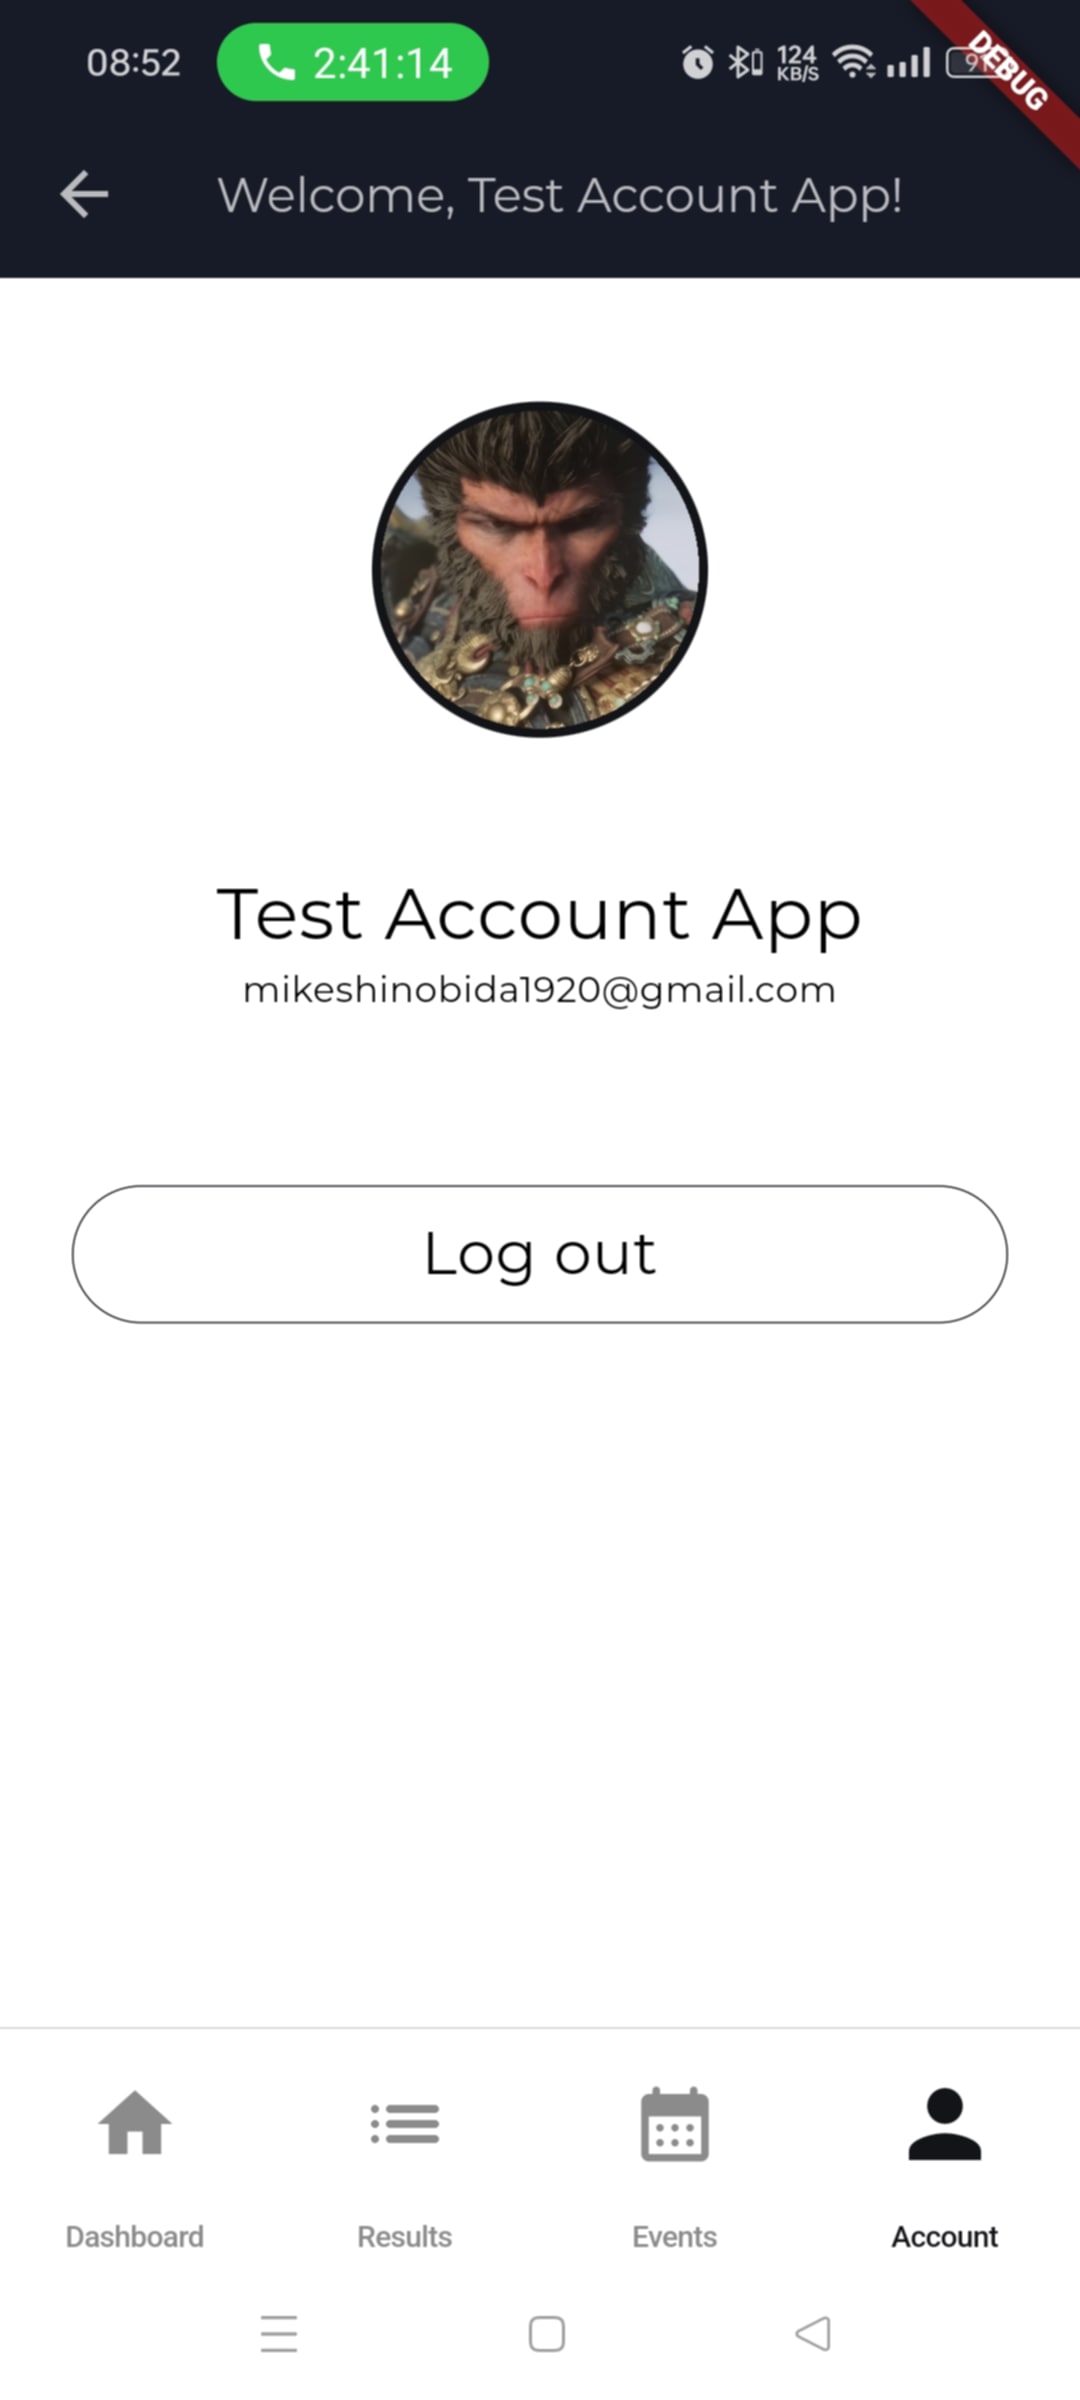 08:52 2:41:14 124 KB/S
DEBUG
Welcome, Test Account App!
Test Account App
mikeshinobida1920@gmail.com
Log out
Dashboard Results Events Account